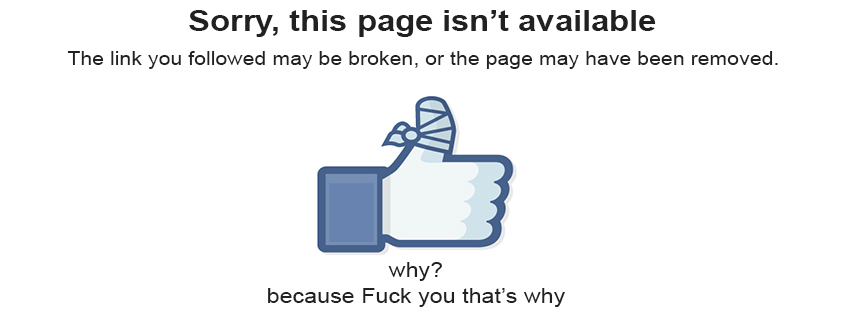 Sorry, this page isn’t available
The link you followed may be broken, or the page may have been removed.
why?
because Fuck you that’s why